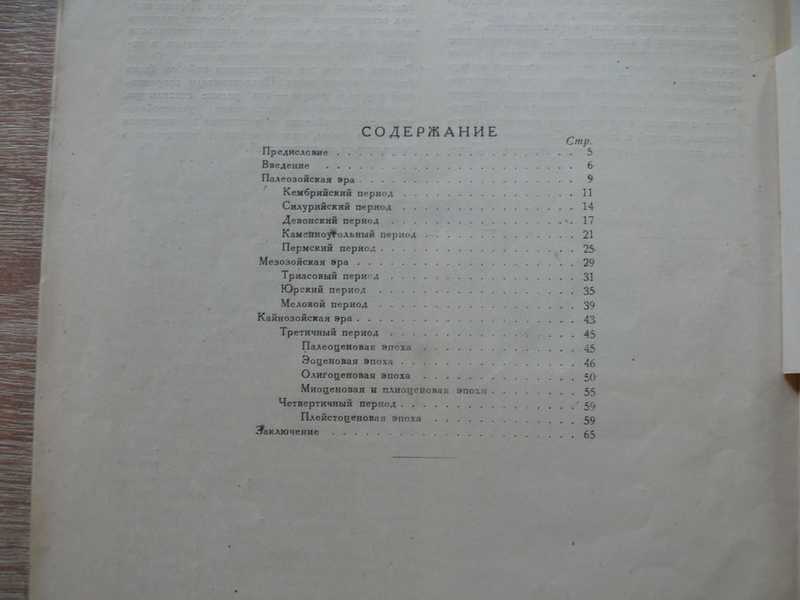 СОДЕРЖАНИЕ
Стр.
Предисловие . . . . . . . . . . . . . . . . . 5
Введение . . . . . . . . . . . . . . . . . . 6
Палеозойская эра . . . . . . . . . . . . . . . 9
Кембрийский период . . . . . . . . . . . . . 11
Силурийский период . . . . . . . . . . . . . 14
Девонский период . . . . . . . . . . . . . . 17
Каменноугольный период . . . . . . . . . . . 21
Пермский период . . . . . . . . . . . . . . 25
Мезозойская эра . . . . . . . . . . . . . . . 29
Триасовый период . . . . . . . . . . . . . . 31
Юрский период . . . . . . . . . . . . . . . 35
Меловой период . . . . . . . . . . . . . . . 39
Кайнозойская эра . . . . . . . . . . . . . . . 43
Третичный период . . . . . . . . . . . . . . 45
Палеоценовая эпоха . . . . . . . . . . . . 45
Эоценовая эпоха . . . . . . . . . . . . . 46
Олигоценовая эпоха . . . . . . . . . . . . 50
Миоценовая и плиоценовая эпохи . . . . . . . 55
Четвертичный период . . . . . . . . . . . . . 59
Плейстоценовая эпоха . . . . . . . . . . . 59
Заключение . . . . . . . . . . . . . . . . . 65